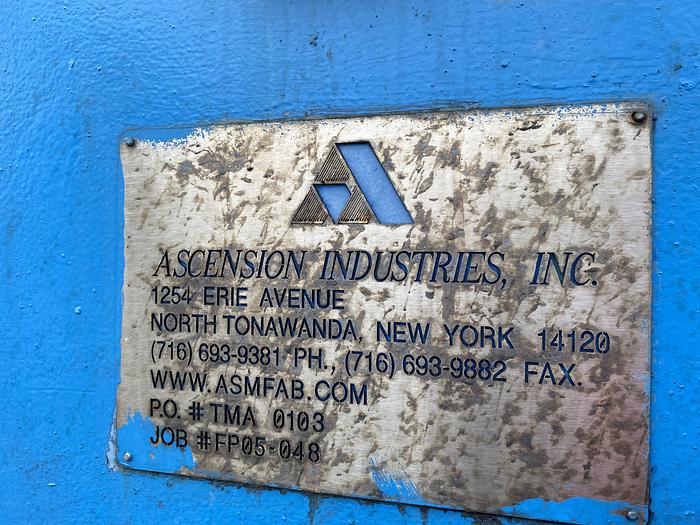 ASCENSION INDUSTRIES, INC.
1254 ERIE AVENUE
NORTH TONAWANDA, NEW YORK 14120
(716) 693-9381 PH., (716) 693-9882 FAX.
WWW.ASMFAB.COM
P.O. # TMA 0103
JOB #FP05-048